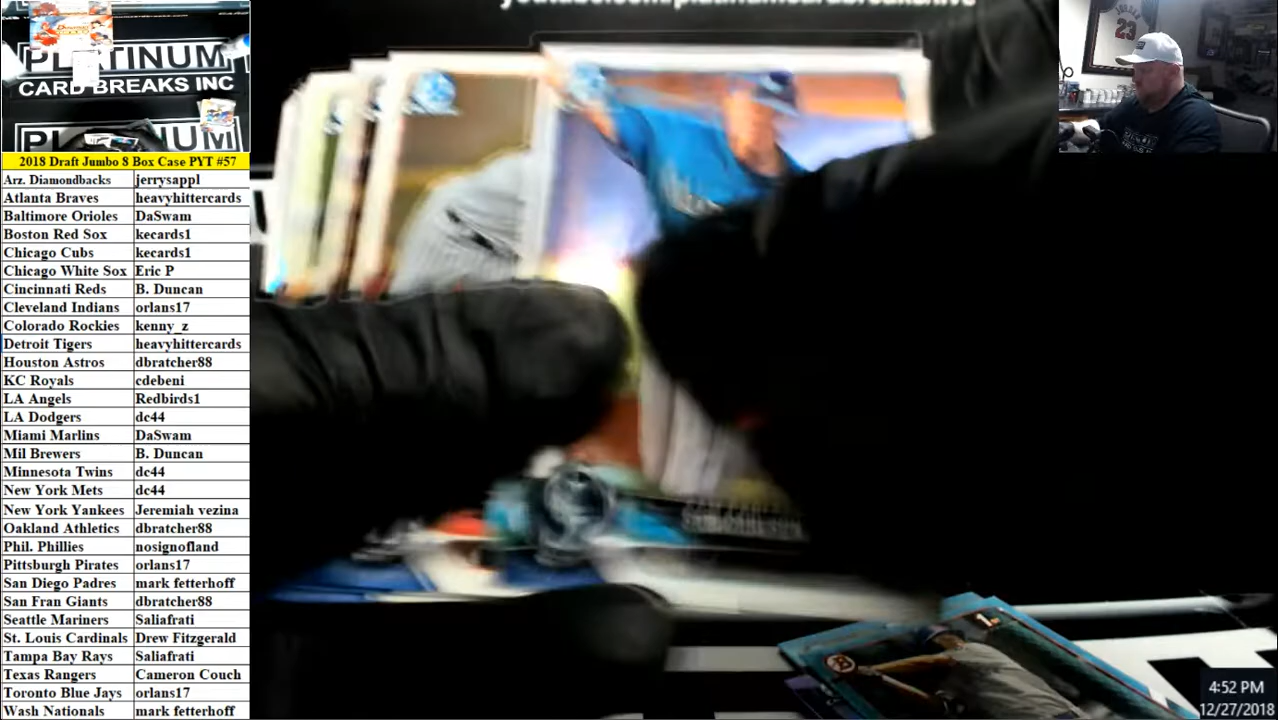 PLATINUM
CARD BREAKS INC
PLATINUM
2018 Draft Jumbo 8 Box Case PYT #57
Arz. Diamondbacks jerrysappl
Atlanta Braves heavyhittercards
Baltimore Orioles DaSwam
Boston Red Sox kecards1
Chicago Cubs kecards1
Chicago White Sox Eric P
Cincinnati Reds B. Duncan
Cleveland Indians orlans17
Colorado Rockies kenny_z
Detroit Tigers heavyhittercards
Houston Astros dbratcher88
KC Royals cdebeni
LA Angels Redbirds1
LA Dodgers dc44
Miami Marlins DaSwam
Mil Brewers B. Duncan
Minnesota Twins dc44
New York Mets dc44
New York Yankees Jeremiah vezina
Oakland Athletics dbratcher88
Phil. Phillies nosignofland
Pittsburgh Pirates orlans17
San Diego Padres mark fetterhoff
San Fran Giants dbratcher88
Seattle Mariners Saliafrati
St. Louis Cardinals Drew Fitzgerald
Tampa Bay Rays Saliafrati
Texas Rangers Cameron Couch
Toronto Blue Jays orlans17
Wash Nationals mark fetterhoff
23
4:52 PM
12/27/2018